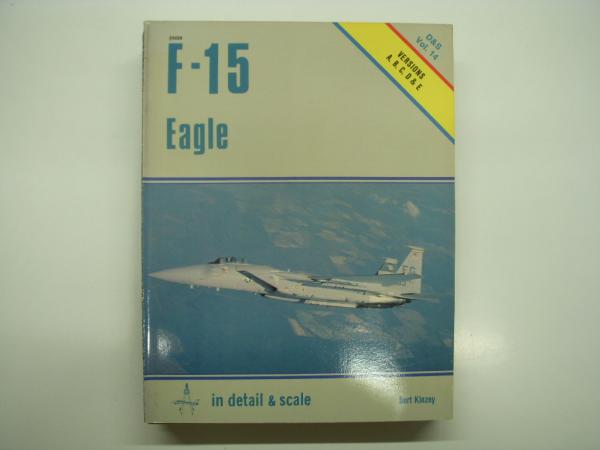 F-15
Eagle
D&S
Vol. 14
VERSIONS
A, B, C, D & E
in detail & scale
Bert Kinzey